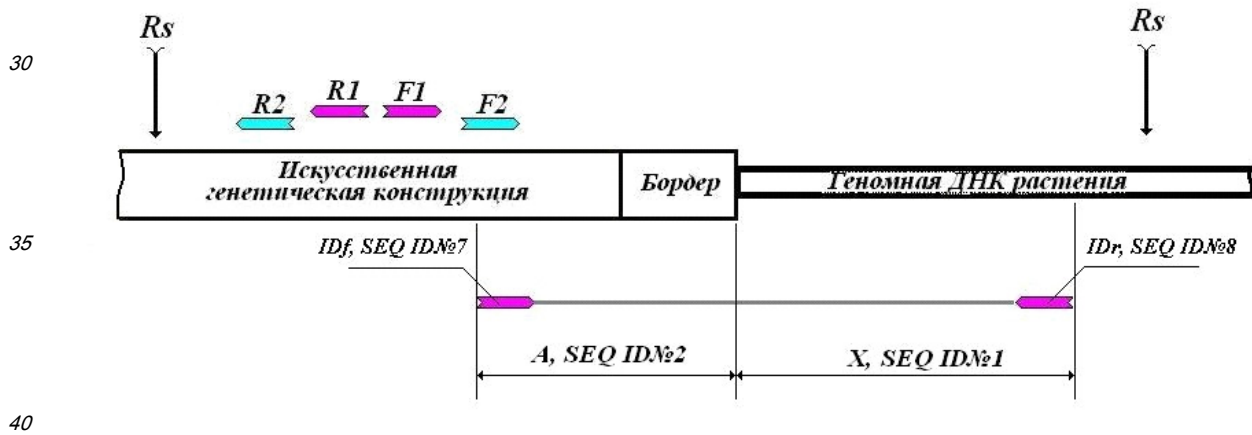 Rs
Rs
30
R2 R1 F1 F2
Искусственная
генетическая конструкция
Бордер
Геномная ДНК растения
35
IDf, SEQ ID№7
IDr, SEQ ID№8
A, SEQ ID№2
X, SEQ ID№1
40